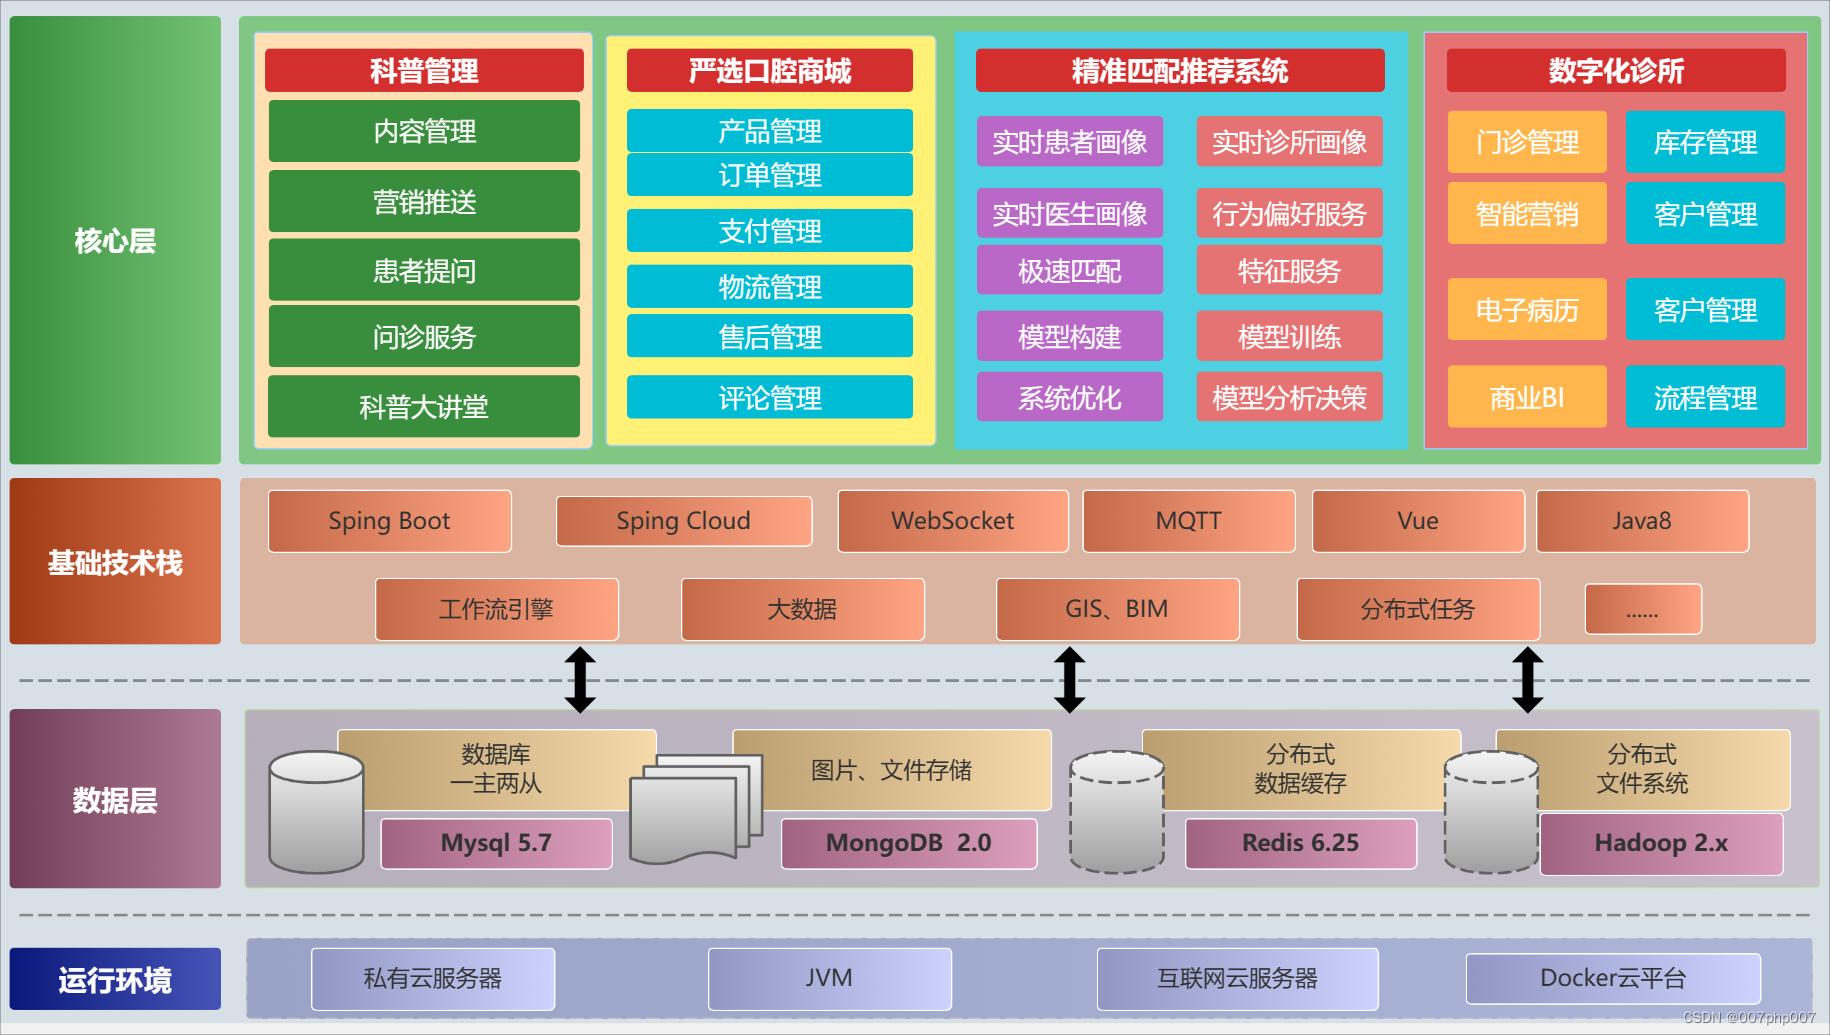 核心层
科普管理
内容管理
营销推送
患者提问
问诊服务
科普大讲堂
严选口腔商城
产品管理
订单管理
支付管理
物流管理
售后管理
评论管理
精准匹配推荐系统
实时患者画像
实时诊所画像
实时医生画像
行为偏好服务
极速匹配
特征服务
模型构建
模型训练
系统优化
模型分析决策
数字化诊所
门诊管理
库存管理
智能营销
客户管理
电子病历
客户管理
商业BI
流程管理
基础技术栈
Sping Boot
Sping Cloud
WebSocket
MQTT
Vue
Java8
工作流引擎
大数据
GIS、BIM
分布式任务
......
数据层
数据库
一主两从
Mysql 5.7
图片、文件存储
MongoDB 2.0
分布式
数据缓存
Redis 6.25
分布式
文件系统
Hadoop 2.x
运行环境
私有云服务器
JVM
互联网云服务器
Docker云平台
CSDN @007php007